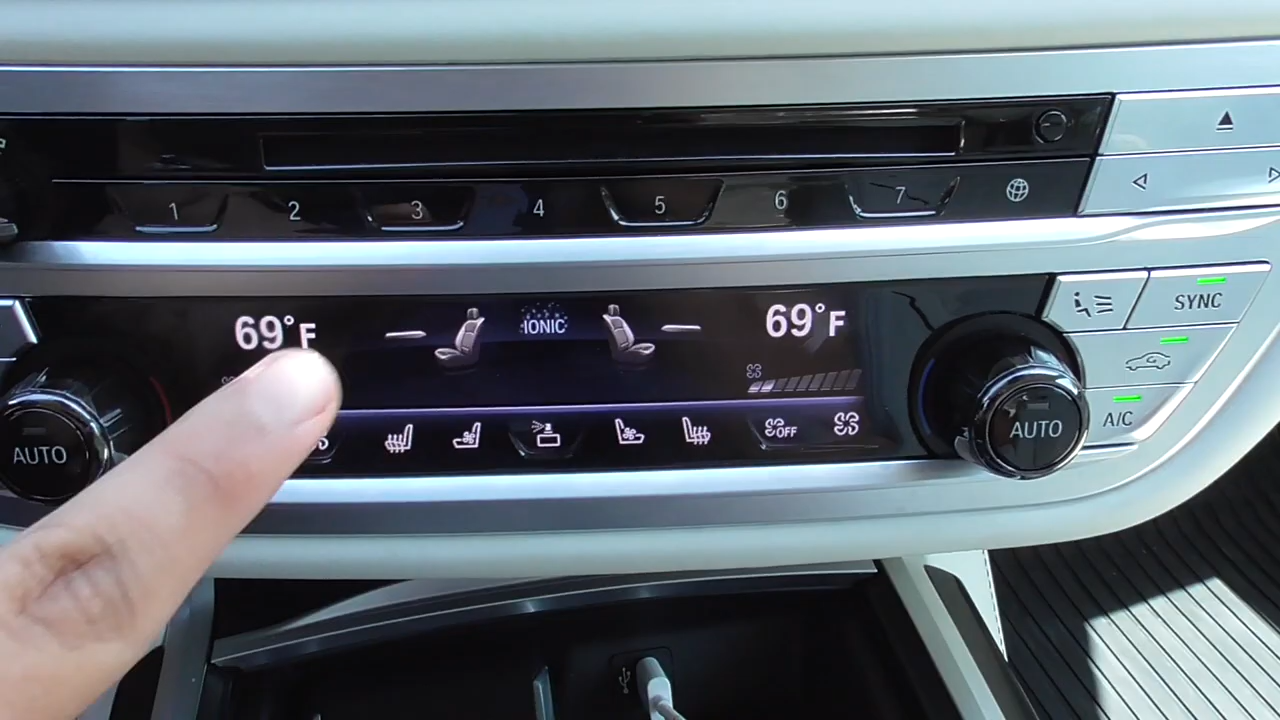 1 2 3 4 5 6 7
69°F IONIC 69°F
SYNC
OFF
A/C
AUTO AUTO